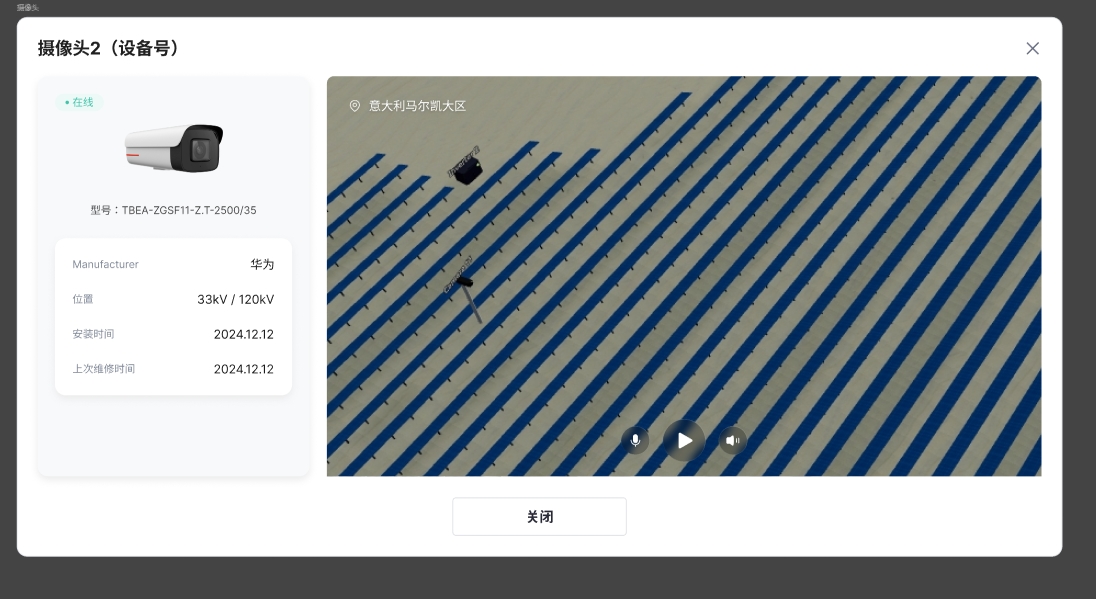 摄像头
摄像头2（设备号）
在线
意大利马尔凯大区
型号：TBEA-ZGSF11-Z.T-2500/35
Manufacturer 华为
位置 33kV / 120kV
安装时间 2024.12.12
上次维修时间 2024.12.12
关闭